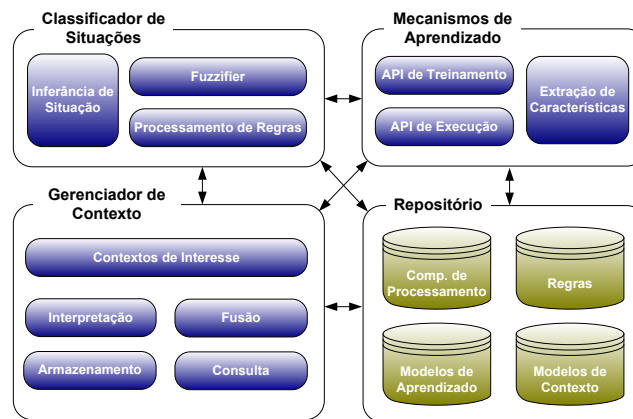 Classificador de
Situações
Inferência de
Situação
Fuzzifier
Processamento de Regras
Mecanismos de
Aprendizado
API de Treinamento
API de Execução
Extração de
Características
Gerenciador de
Contexto
Contextos de Interesse
Interpretação
Fusão
Armazenamento
Consulta
Repositório
Comp. de
Processamento
Regras
Modelos de
Aprendizado
Modelos de
Contexto